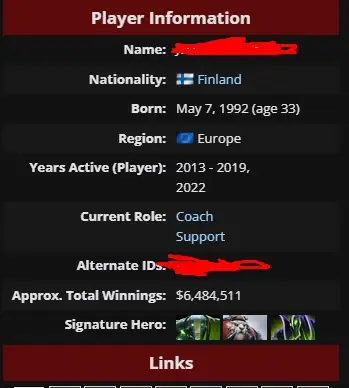 Player Information
Name:
Nationality: Finland
Born: May 7, 1992 (age 33)
Region: Europe
Years Active (Player): 2013 - 2019,
2022
Current Role: Coach
Support
Alternate IDs:
Approx. Total Winnings: $6,484,511
Signature Hero:
Links